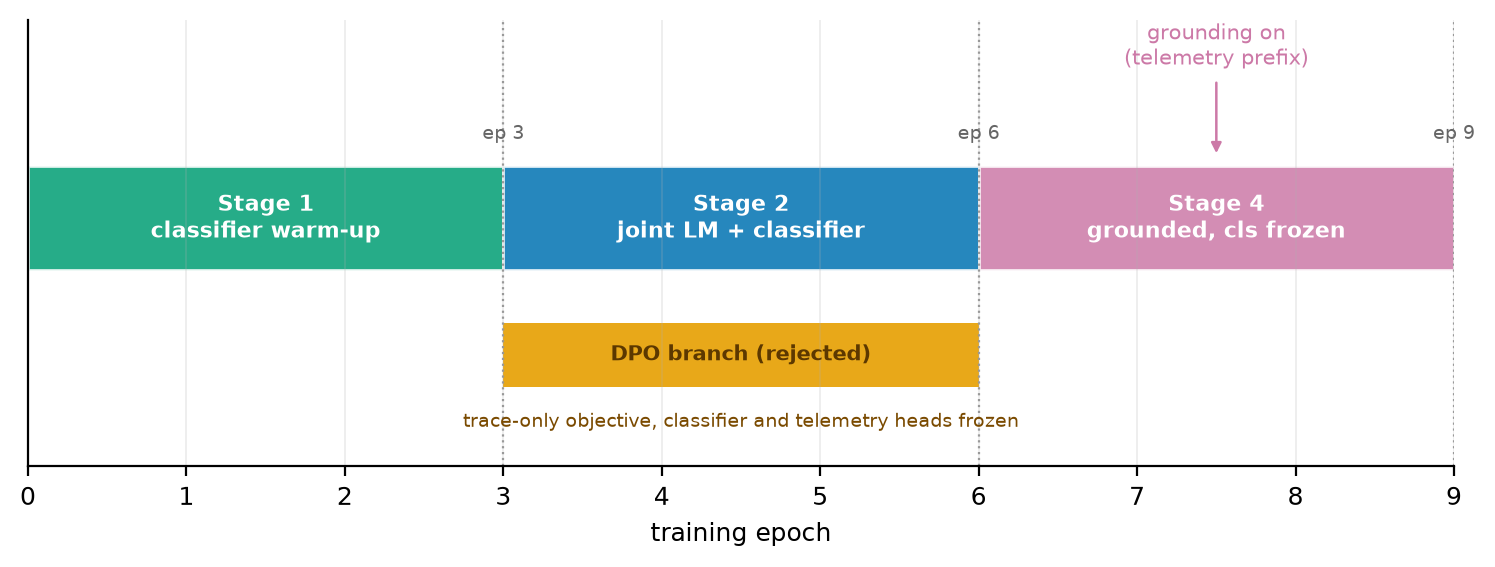 grounding on
(telemetry prefix)
ep 3
ep 6
ep 9
Stage 1
classifier warm-up
Stage 2
joint LM + classifier
Stage 4
grounded, cls frozen
DPO branch (rejected)
trace-only objective, classifier and telemetry heads frozen
0 1 2 3 4 5 6 7 8 9
training epoch